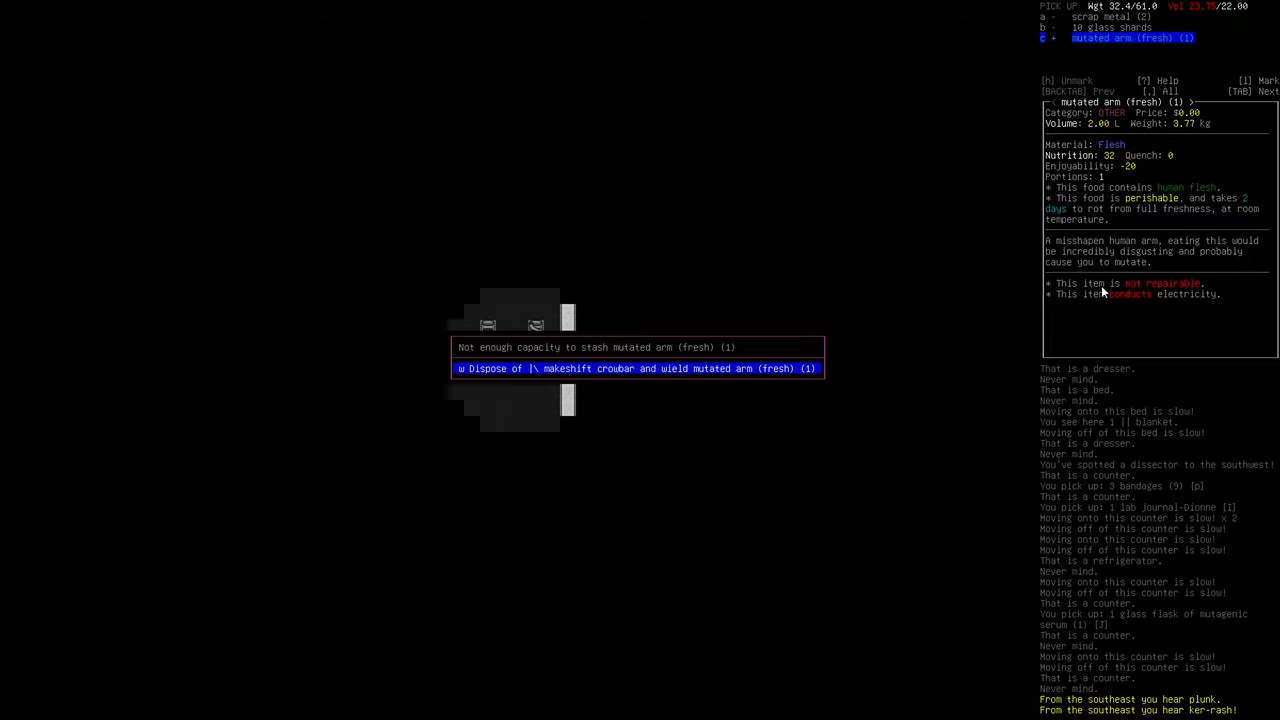 PICK UP Wgt 32.4/61.0 Vol 23.75/22.00
a - scrap metal (2)
b - 10 glass shards
c + mutated arm (fresh) (1)
[h] Unmark [?] Help [l] Mark
[BACKTAB] Prev [,] All [TAB] Next
< mutated arm (fresh) (1) >
Category: OTHER Price: $0.00
Volume: 2.00 L Weight: 3.77 kg
Material: Flesh
Nutrition: 32 Quench: 0
Enjoyability: -20
Portions: 1
* This food contains human flesh.
* This food is perishable, and takes 2
days to rot from full freshness, at room
temperature.
A misshapen human arm, eating this would
be incredibly disgusting and probably
cause you to mutate.
* This item is not repairable.
* This item conducts electricity.
Not enough capacity to stash mutated arm (fresh) (1)
w Dispose of |\ makeshift crowbar and wield mutated arm (fresh) (1)
That is a dresser.
Never mind.
That is a bed.
Never mind.
Moving onto this bed is slow!
You see here 1 || blanket.
Moving off of this bed is slow!
That is a dresser.
Never mind.
You've spotted a dissector to the southwest!
That is a counter.
You pick up: 3 bandages (9) [p]
That is a counter.
You pick up: 1 lab journal-Dionne [I]
Moving onto this counter is slow! x 2
Moving off of this counter is slow!
Moving onto this counter is slow!
Moving off of this counter is slow!
That is a refrigerator.
Never mind.
Moving onto this counter is slow!
Moving off of this counter is slow!
That is a counter.
You pick up: 1 glass flask of mutagenic
serum (1) [J]
That is a counter.
Never mind.
Moving onto this counter is slow!
Moving off of this counter is slow!
That is a counter.
Never mind.
From the southeast you hear plunk.
From the southeast you hear ker-rash!